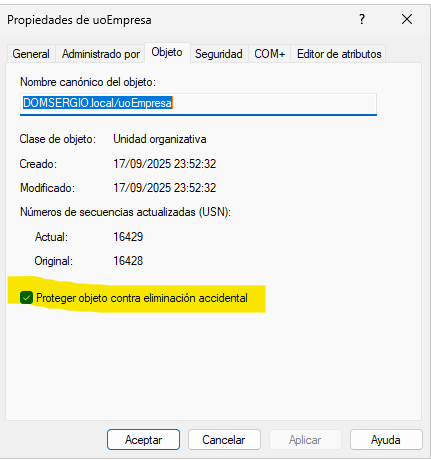 Propiedades de uoEmpresa
General Administrado por Objeto Seguridad COM+ Editor de atributos
Nombre canónico del objeto:
DOMSERGIO.local/uoEmpresa
Clase de objeto: Unidad organizativa
Creado: 17/09/2025 23:52:32
Modificado: 17/09/2025 23:52:32
Números de secuencias actualizadas (USN):
Actual: 16429
Original: 16428
Proteger objeto contra eliminación accidental
Aceptar Cancelar Aplicar Ayuda